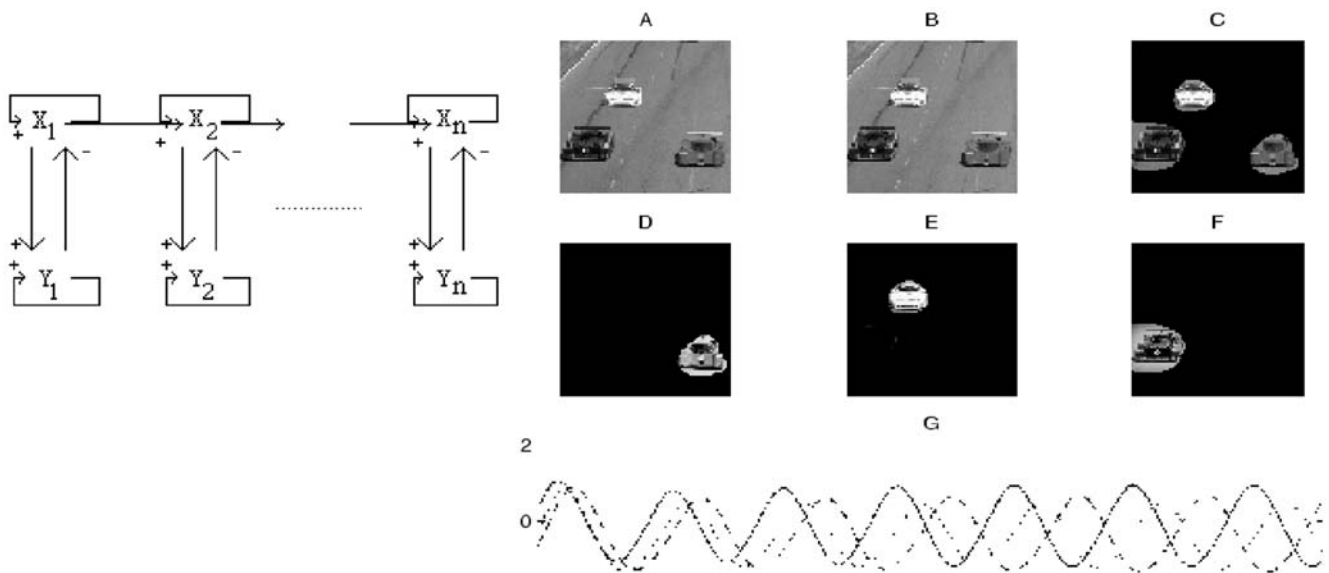 A B C
X1 X2 Xn
+ + +
+ +
- - -
D E F
+ + +
+ + +
Y1 Y2 Yn
G
2
0